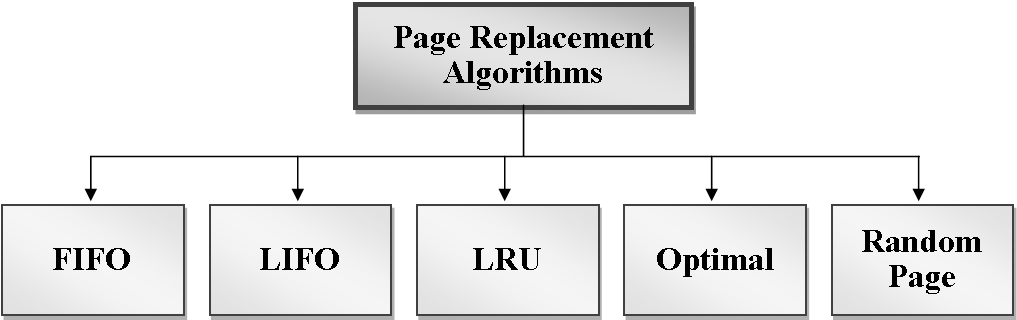 Page Replacement
Algorithms
FIFO
LIFO
LRU
Optimal
Random
Page